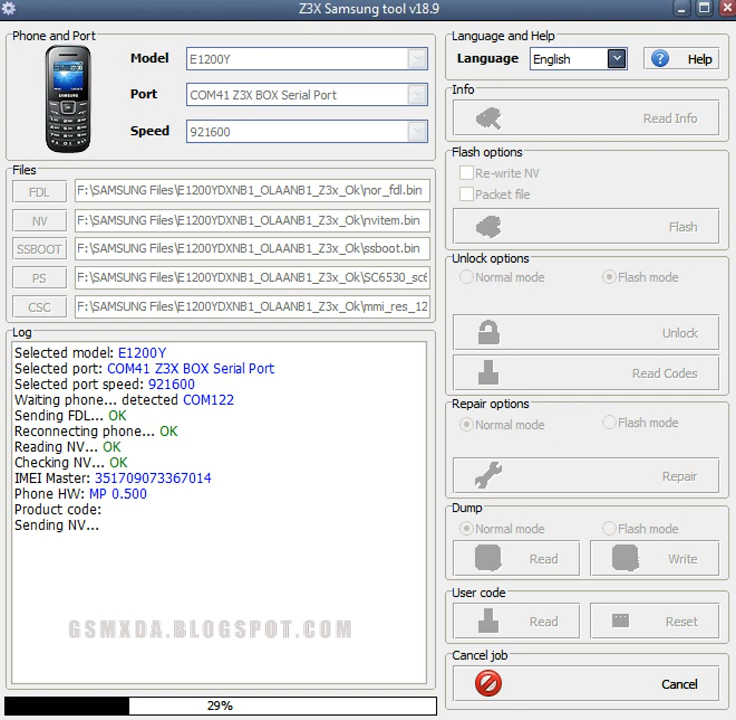 Z3X Samsung tool v18.9
Phone and Port
SAMSUNG
Model E1200Y
Port COM41 Z3X BOX Serial Port
Speed 921600
Files
FDL F:\SAMSUNG Files\E1200YDXNB1_OLAANB1_Z3x_Ok\nor_fdl.bin
NV F:\SAMSUNG Files\E1200YDXNB1_OLAANB1_Z3x_Ok\nvitem.bin
SSBOOT F:\SAMSUNG Files\E1200YDXNB1_OLAANB1_Z3x_Ok\ssboot.bin
PS F:\SAMSUNG Files\E1200YDXNB1_OLAANB1_Z3x_Ok\SC6530_sc6
CSC F:\SAMSUNG Files\E1200YDXNB1_OLAANB1_Z3x_Ok\mmi_res_12
Log
Selected model: E1200Y
Selected port: COM41 Z3X BOX Serial Port
Selected port speed: 921600
Waiting phone... detected COM122
Sending FDL... OK
Reconnecting phone... OK
Reading NV... OK
Checking NV... OK
IMEI Master: 351709073367014
Phone HW: MP 0.500
Product code:
Sending NV...
GSMXDA.BLOGSPOT.COM
29%
Language and Help
Language English Help
Info
Read Info
Flash options
Re-write NV
Packet file
Flash
Unlock options
Normal mode Flash mode
Unlock
Read Codes
Repair options
Normal mode Flash mode
Repair
Dump
Normal mode Flash mode
Read Write
User code
Read Reset
Cancel job
Cancel